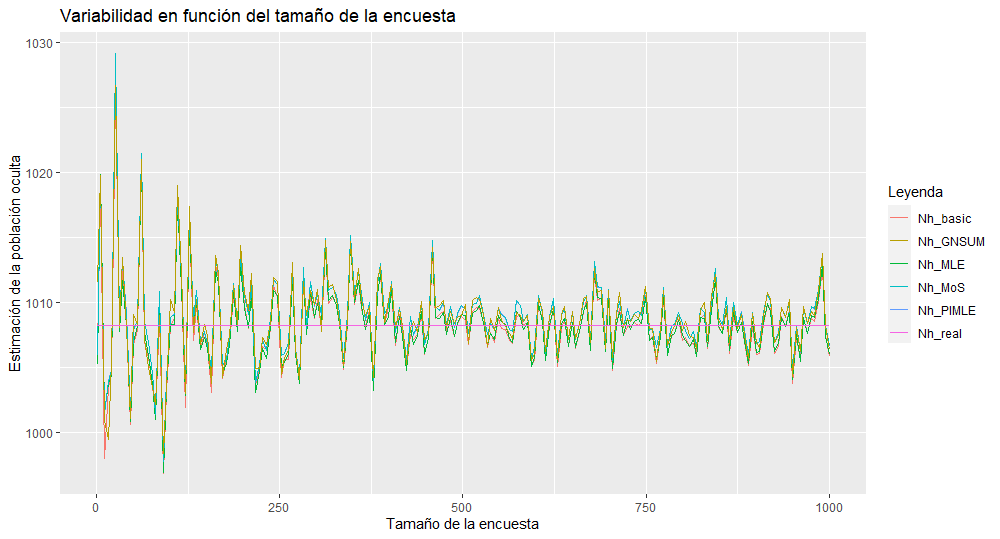 Variabilidad en función del tamaño de la encuesta
Estimación de la población oculta
1030
1020
1010
1000
0
250
500
750
1000
Tamaño de la encuesta
Leyenda
Nh_basic
Nh_GNSUM
Nh_MLE
Nh_MoS
Nh_PIMLE
Nh_real